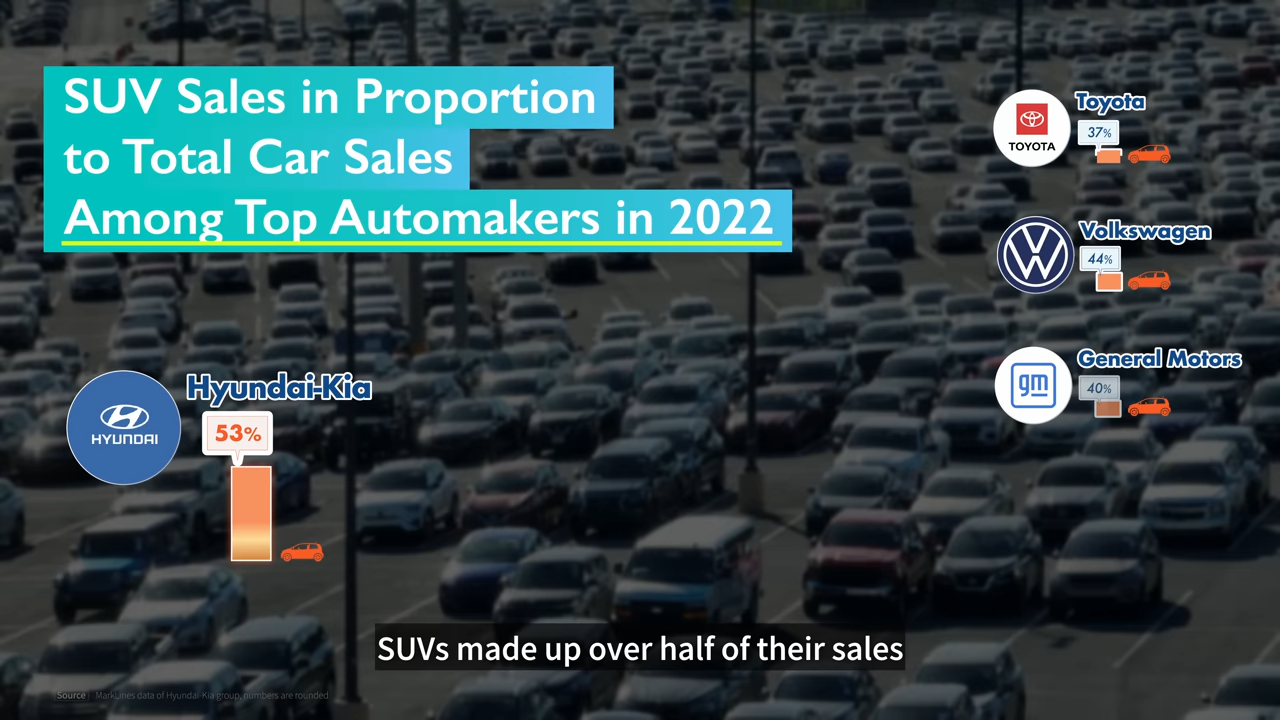 SUV Sales in Proportion
to Total Car Sales
Among Top Automakers in 2022
TOYOTA
Toyota
37%
Volkswagen
44%
gm
General Motors
40%
HYUNDAI
Hyundai-Kia
53%
SUVs made up over half of their sales
Source | MarkLines data of Hyundai-Kia group, numbers are rounded